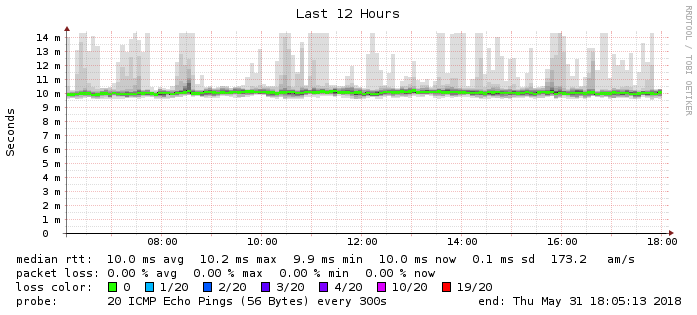 Last 12 Hours
RRDTOOL / TOBI OETIKER
Seconds
14 m
13 m
12 m
11 m
10 m
9 m
8 m
7 m
6 m
5 m
4 m
3 m
2 m
1 m
0
08:00 10:00 12:00 14:00 16:00 18:00
median rtt: 10.0 ms avg 10.2 ms max 9.9 ms min 10.0 ms now 0.1 ms sd 173.2 am/s
packet loss: 0.00 % avg 0.00 % max 0.00 % min 0.00 % now
loss color: 0 1/20 2/20 3/20 4/20 10/20 19/20
probe: 20 ICMP Echo Pings (56 Bytes) every 300s end: Thu May 31 18:05:13 2018